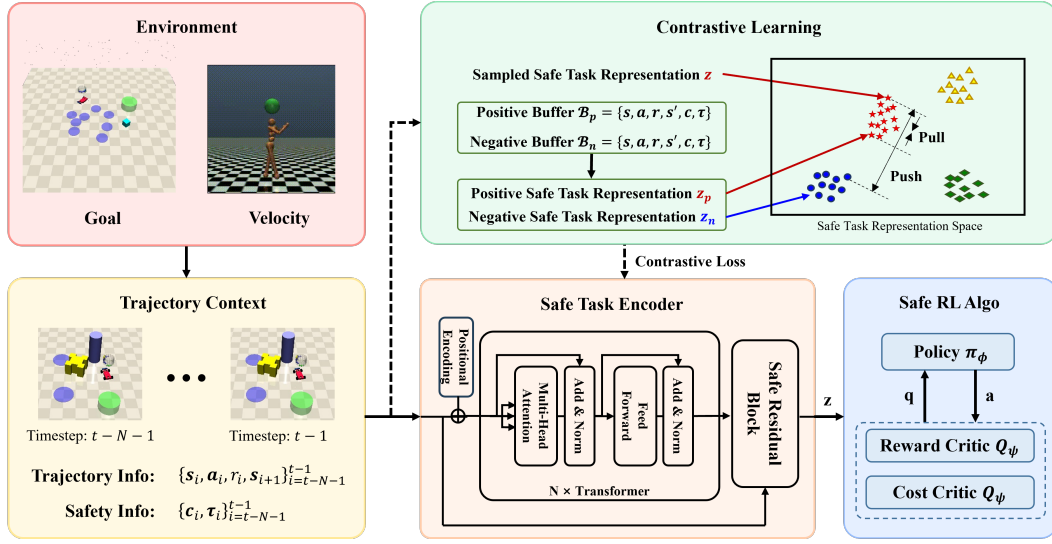 Environment
Goal
Velocity
Trajectory Context
Timestep: t − N − 1
Timestep: t − 1
Trajectory Info: {s_i, a_i, r_i, s_{i+1}}_{i=t−N−1}^{t−1}
Safety Info: {c_i, τ_i}_{i=t−N−1}^{t−1}
Contrastive Learning
Sampled Safe Task Representation z
Positive Buffer ℬ_p = {s, a, r, s′, c, τ}
Negative Buffer ℬ_n = {s, a, r, s′, c, τ}
Positive Safe Task Representation z_p
Negative Safe Task Representation z_n
Pull
Push
Safe Task Representation Space
Contrastive Loss
Safe Task Encoder
Positional
Encoding
Multi-Head
Attention
Add & Norm
Feed
Forward
Add & Norm
N × Transformer
Safe Residual
Block
z
Safe RL Algo
Policy π_ϕ
q
a
Reward Critic Q_ψ
Cost Critic Q_ψ